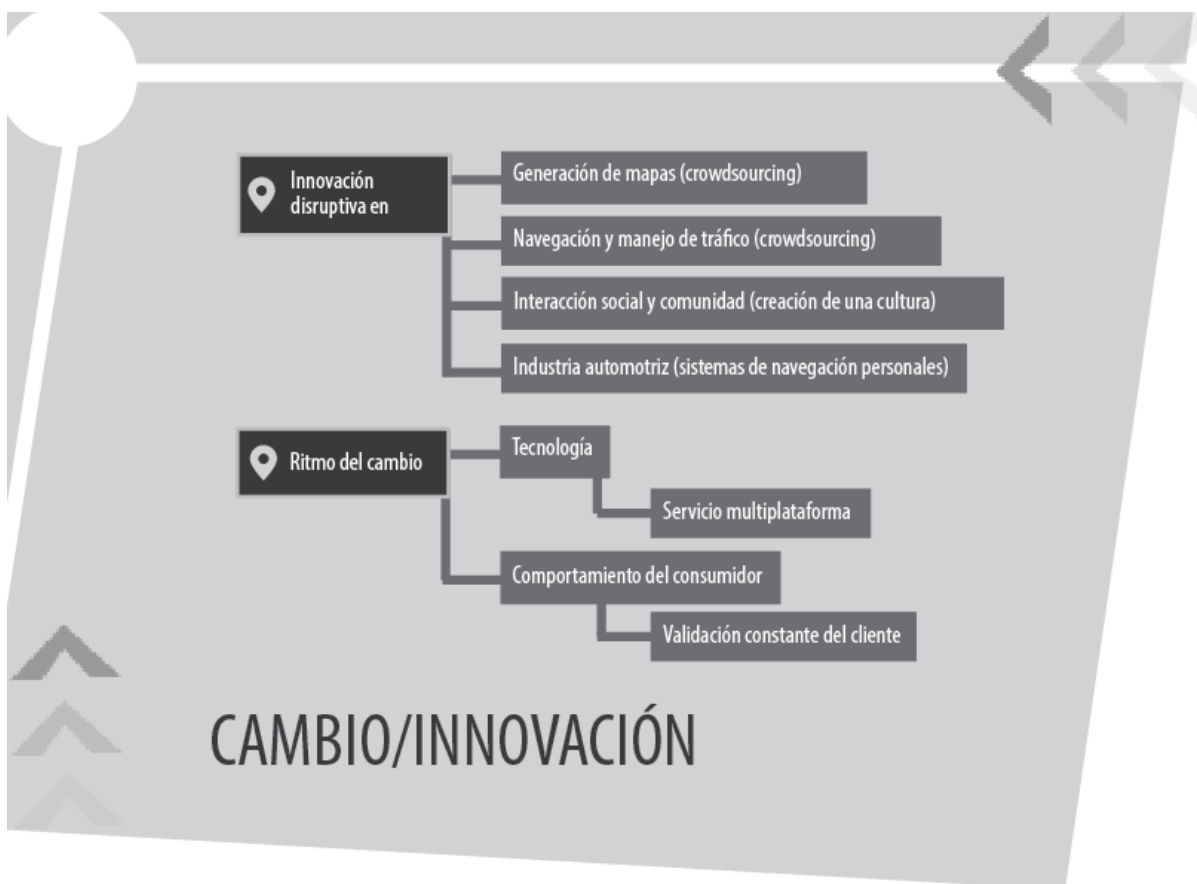 Innovación
disruptiva en
Generación de mapas (crowdsourcing)
Navegación y manejo de tráfico (crowdsourcing)
Interacción social y comunidad (creación de una cultura)
Industria automotriz (sistemas de navegación personales)
Ritmo del cambio
Tecnología
Servicio multiplataforma
Comportamiento del consumidor
Validación constante del cliente
CAMBIO/INNOVACIÓN